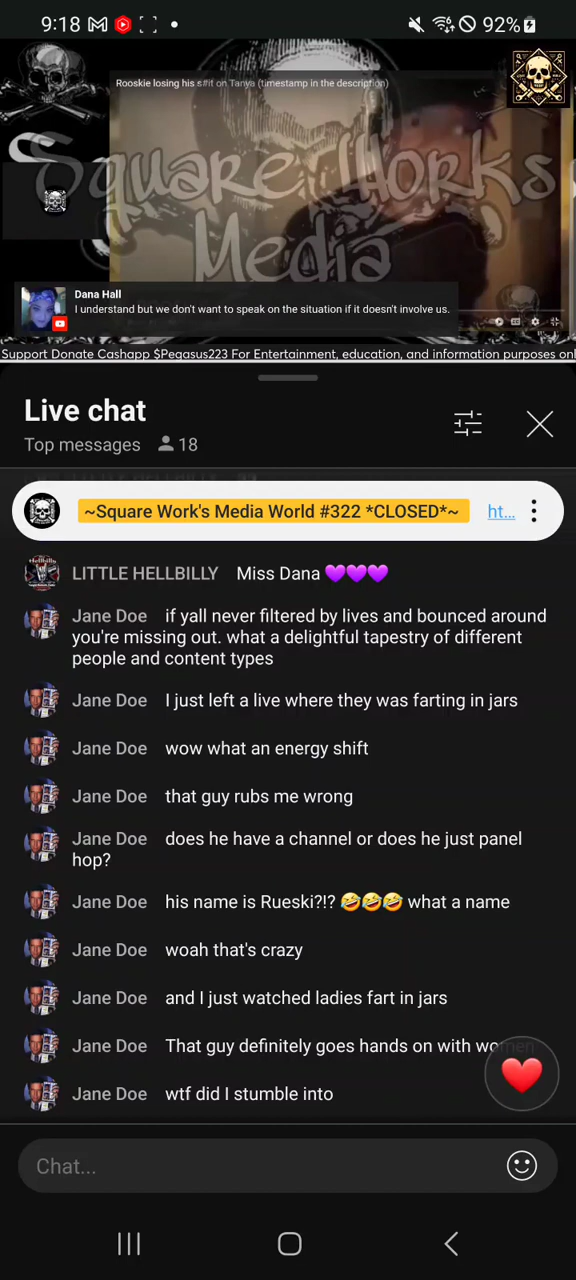 9:18
92%
Rooskie losing his s#it on Tanya (timestamp in the description)
Square Works
Media
Dana Hall
I understand but we don't want to speak on the situation if it doesn't involve us.
Support Donate Cashapp $Pegasus223 For Entertainment, education, and information purposes onl
Live chat
Top messages 18
~Square Work's Media World #322 *CLOSED*~ ht...
LITTLE HELLBILLY Miss Dana 💜💜💜
Jane Doe if yall never filtered by lives and bounced around
you're missing out. what a delightful tapestry of different
people and content types
Jane Doe I just left a live where they was farting in jars
Jane Doe wow what an energy shift
Jane Doe that guy rubs me wrong
Jane Doe does he have a channel or does he just panel
hop?
Jane Doe his name is Rueski?!? 🤣🤣🤣 what a name
Jane Doe woah that's crazy
Jane Doe and I just watched ladies fart in jars
Jane Doe That guy definitely goes hands on with women
Jane Doe wtf did I stumble into
Chat...